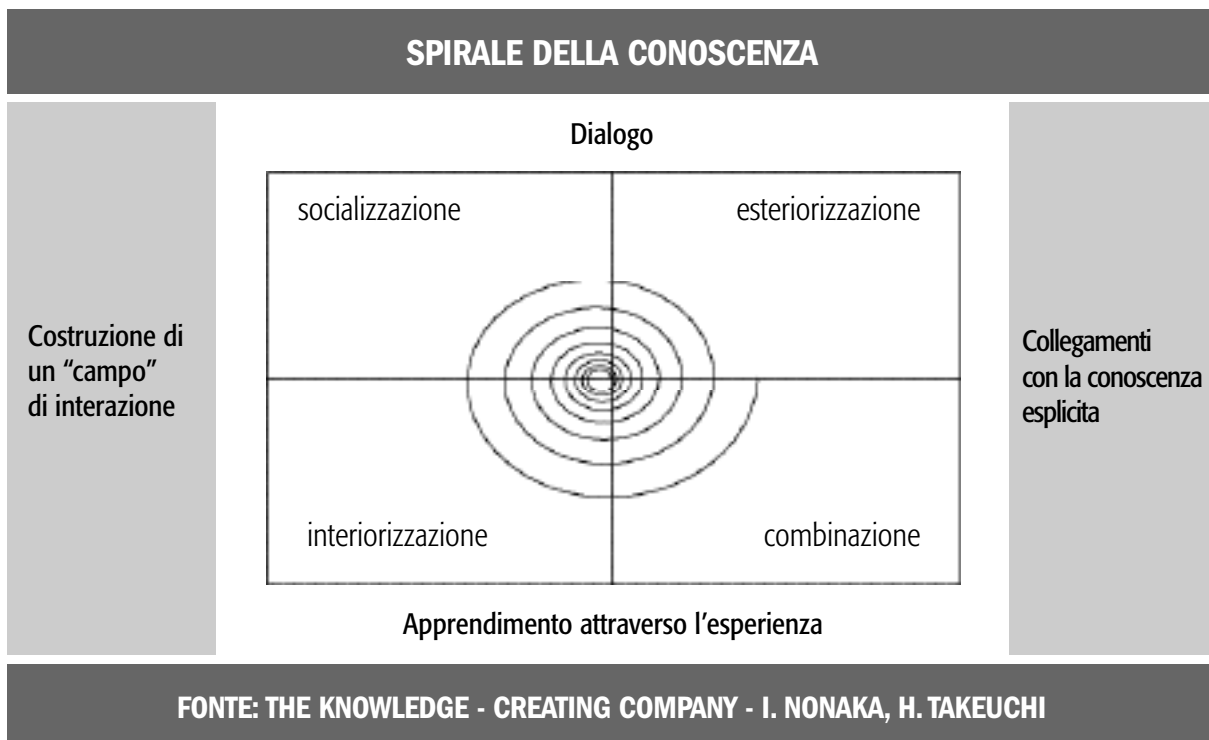 SPIRALE DELLA CONOSCENZA
Dialogo
socializzazione
esteriorizzazione
Costruzione di
un “campo”
di interazione
Collegamenti
con la conoscenza
esplicita
interiorizzazione
combinazione
Apprendimento attraverso l'esperienza
FONTE: THE KNOWLEDGE - CREATING COMPANY - I. NONAKA, H. TAKEUCHI